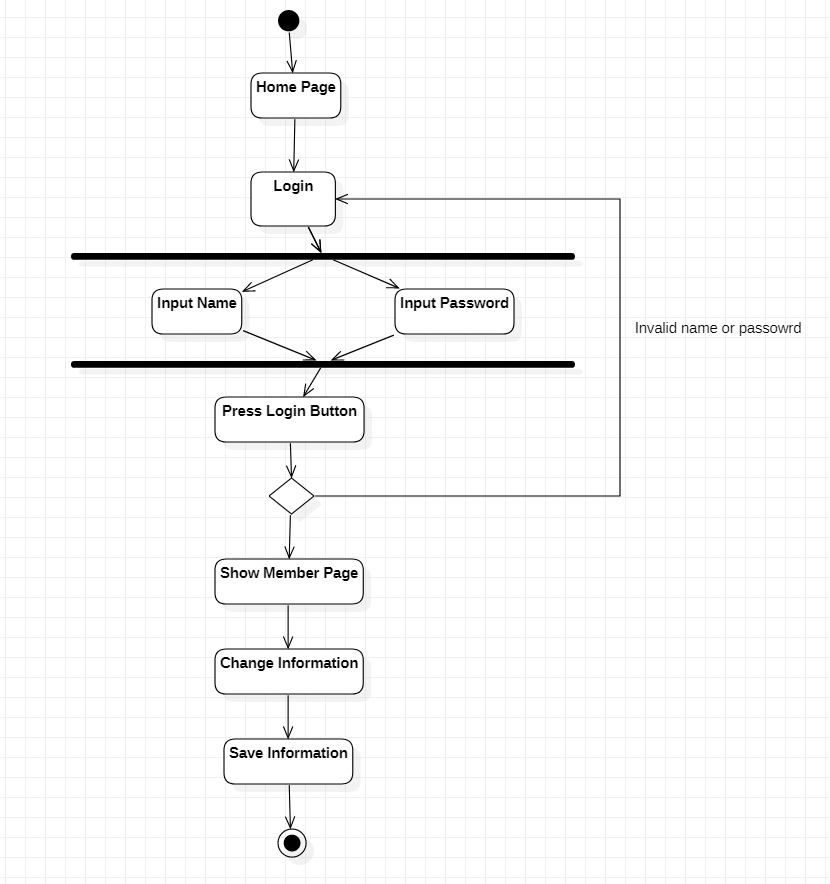 Home Page
Login
Input Name
Input Password
Invalid name or passowrd
Press Login Button
Show Member Page
Change Information
Save Information